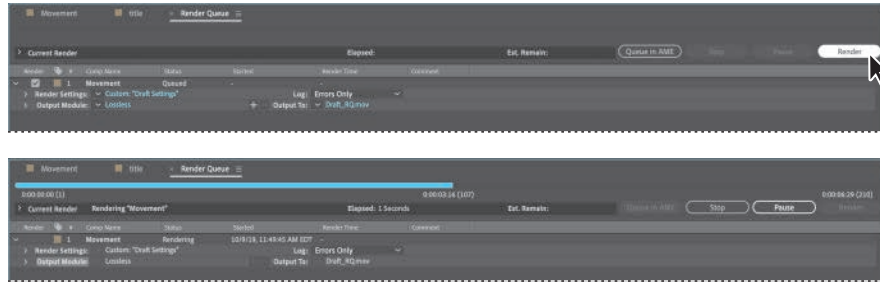 Movement title × Render Queue ≡
> Current Render Elapsed: Est. Remain: Queue in AME Stop Pause Render
Render # Comp Name Status Started Render Time Comment
1 Movement Queued -
Render Settings: Custom: "Draft Settings" Log: Errors Only
Output Module: Lossless + Output To: Draft_RQ.mov
Movement title × Render Queue ≡
0:00:00:00 (1) 0:00:03:16 (107) 0:00:06:29 (210)
> Current Render Rendering "Movement" Elapsed: 1 Seconds Est. Remain: Queue in AME Stop Pause Render
Render # Comp Name Status Started Render Time Comment
1 Movement Rendering 10/9/19, 11:49:45 AM EDT -
Render Settings: Custom: "Draft Settings" Log: Errors Only
Output Module: Lossless Output To: Draft_RQ.mov